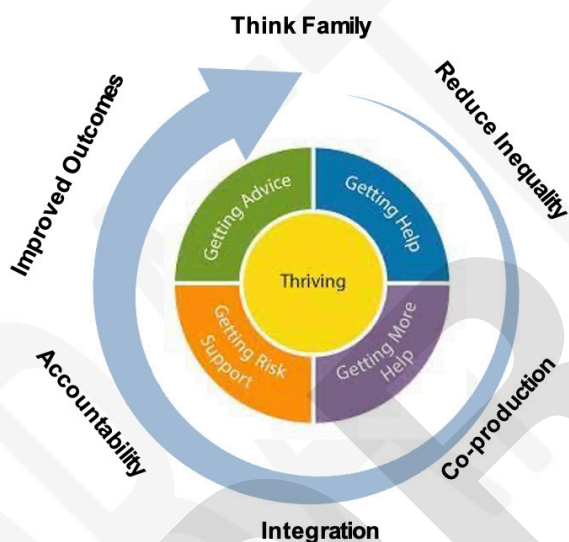 Think Family
Reduce Inequality
Co-production
Integration
Accountability
Improved Outcomes
Getting Advice
Getting Help
Getting More
Help
Getting Risk
Support
Thriving